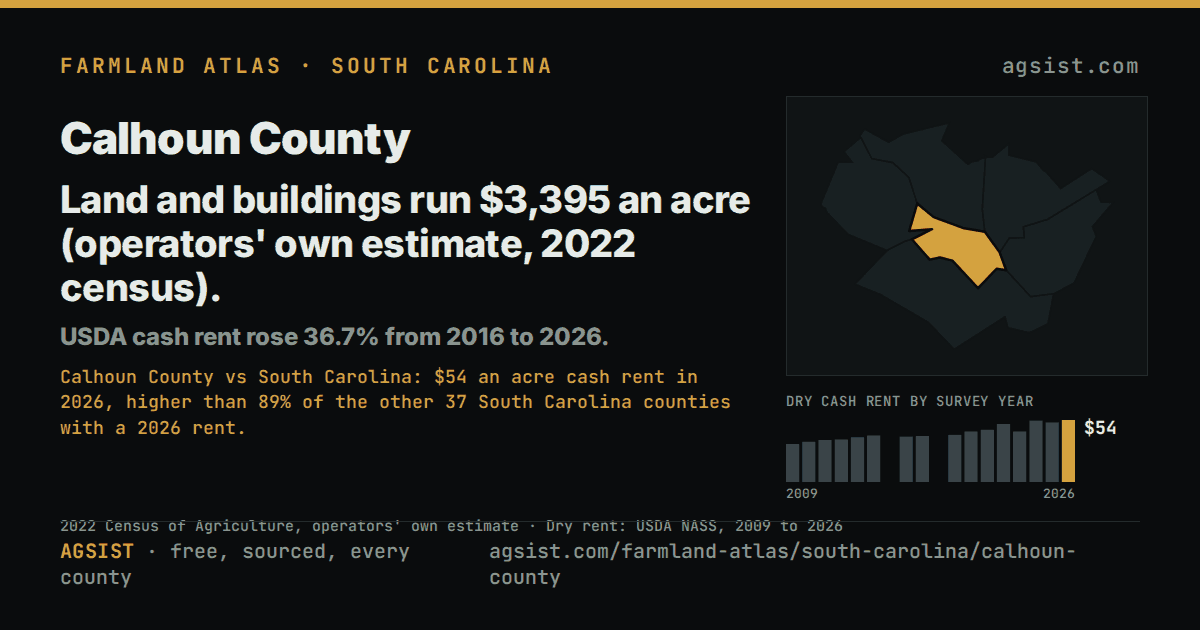 FARMLAND ATLAS · SOUTH CAROLINA
agsist.com
Calhoun County
Land and buildings run $3,395 an acre
(operators' own estimate, 2022
census).
USDA cash rent rose 36.7% from 2016 to 2026.
Calhoun County vs South Carolina: $54 an acre cash rent in
2026, higher than 89% of the other 37 South Carolina counties
with a 2026 rent.
DRY CASH RENT BY SURVEY YEAR
$54
2009
2026
2022 Census of Agriculture, operators' own estimate · Dry rent: USDA NASS, 2009 to 2026
AGSIST · free, sourced, every
county
agsist.com/farmland-atlas/south-carolina/calhoun-
county